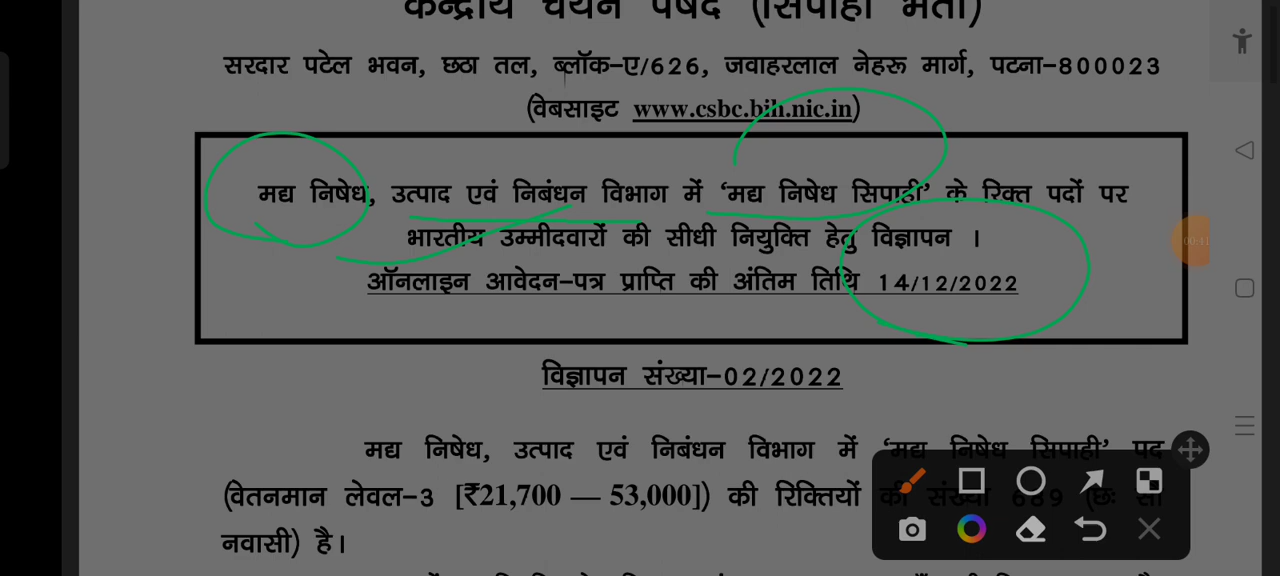 केन्द्रीय चयन पर्षद (सिपाही भर्ती)
सरदार पटेल भवन, छठा तल, ब्लॉक-ए/626, जवाहरलाल नेहरू मार्ग, पटना-800023
(वेबसाइट www.csbc.bih.nic.in)
मद्य निषेध, उत्पाद एवं निबंधन विभाग में ‘मद्य निषेध सिपाही’ के रिक्त पदों पर
भारतीय उम्मीदवारों की सीधी नियुक्ति हेतु विज्ञापन ।
ऑनलाइन आवेदन-पत्र प्राप्ति की अंतिम तिथि 14/12/2022
विज्ञापन संख्या-02/2022
मद्य निषेध, उत्पाद एवं निबंधन विभाग में ‘मद्य निषेध सिपाही’ पद
(वेतनमान लेवल-3 [₹21,700 — 53,000]) की रिक्तियों की संख्या 689 (छः सौ
नवासी) है।